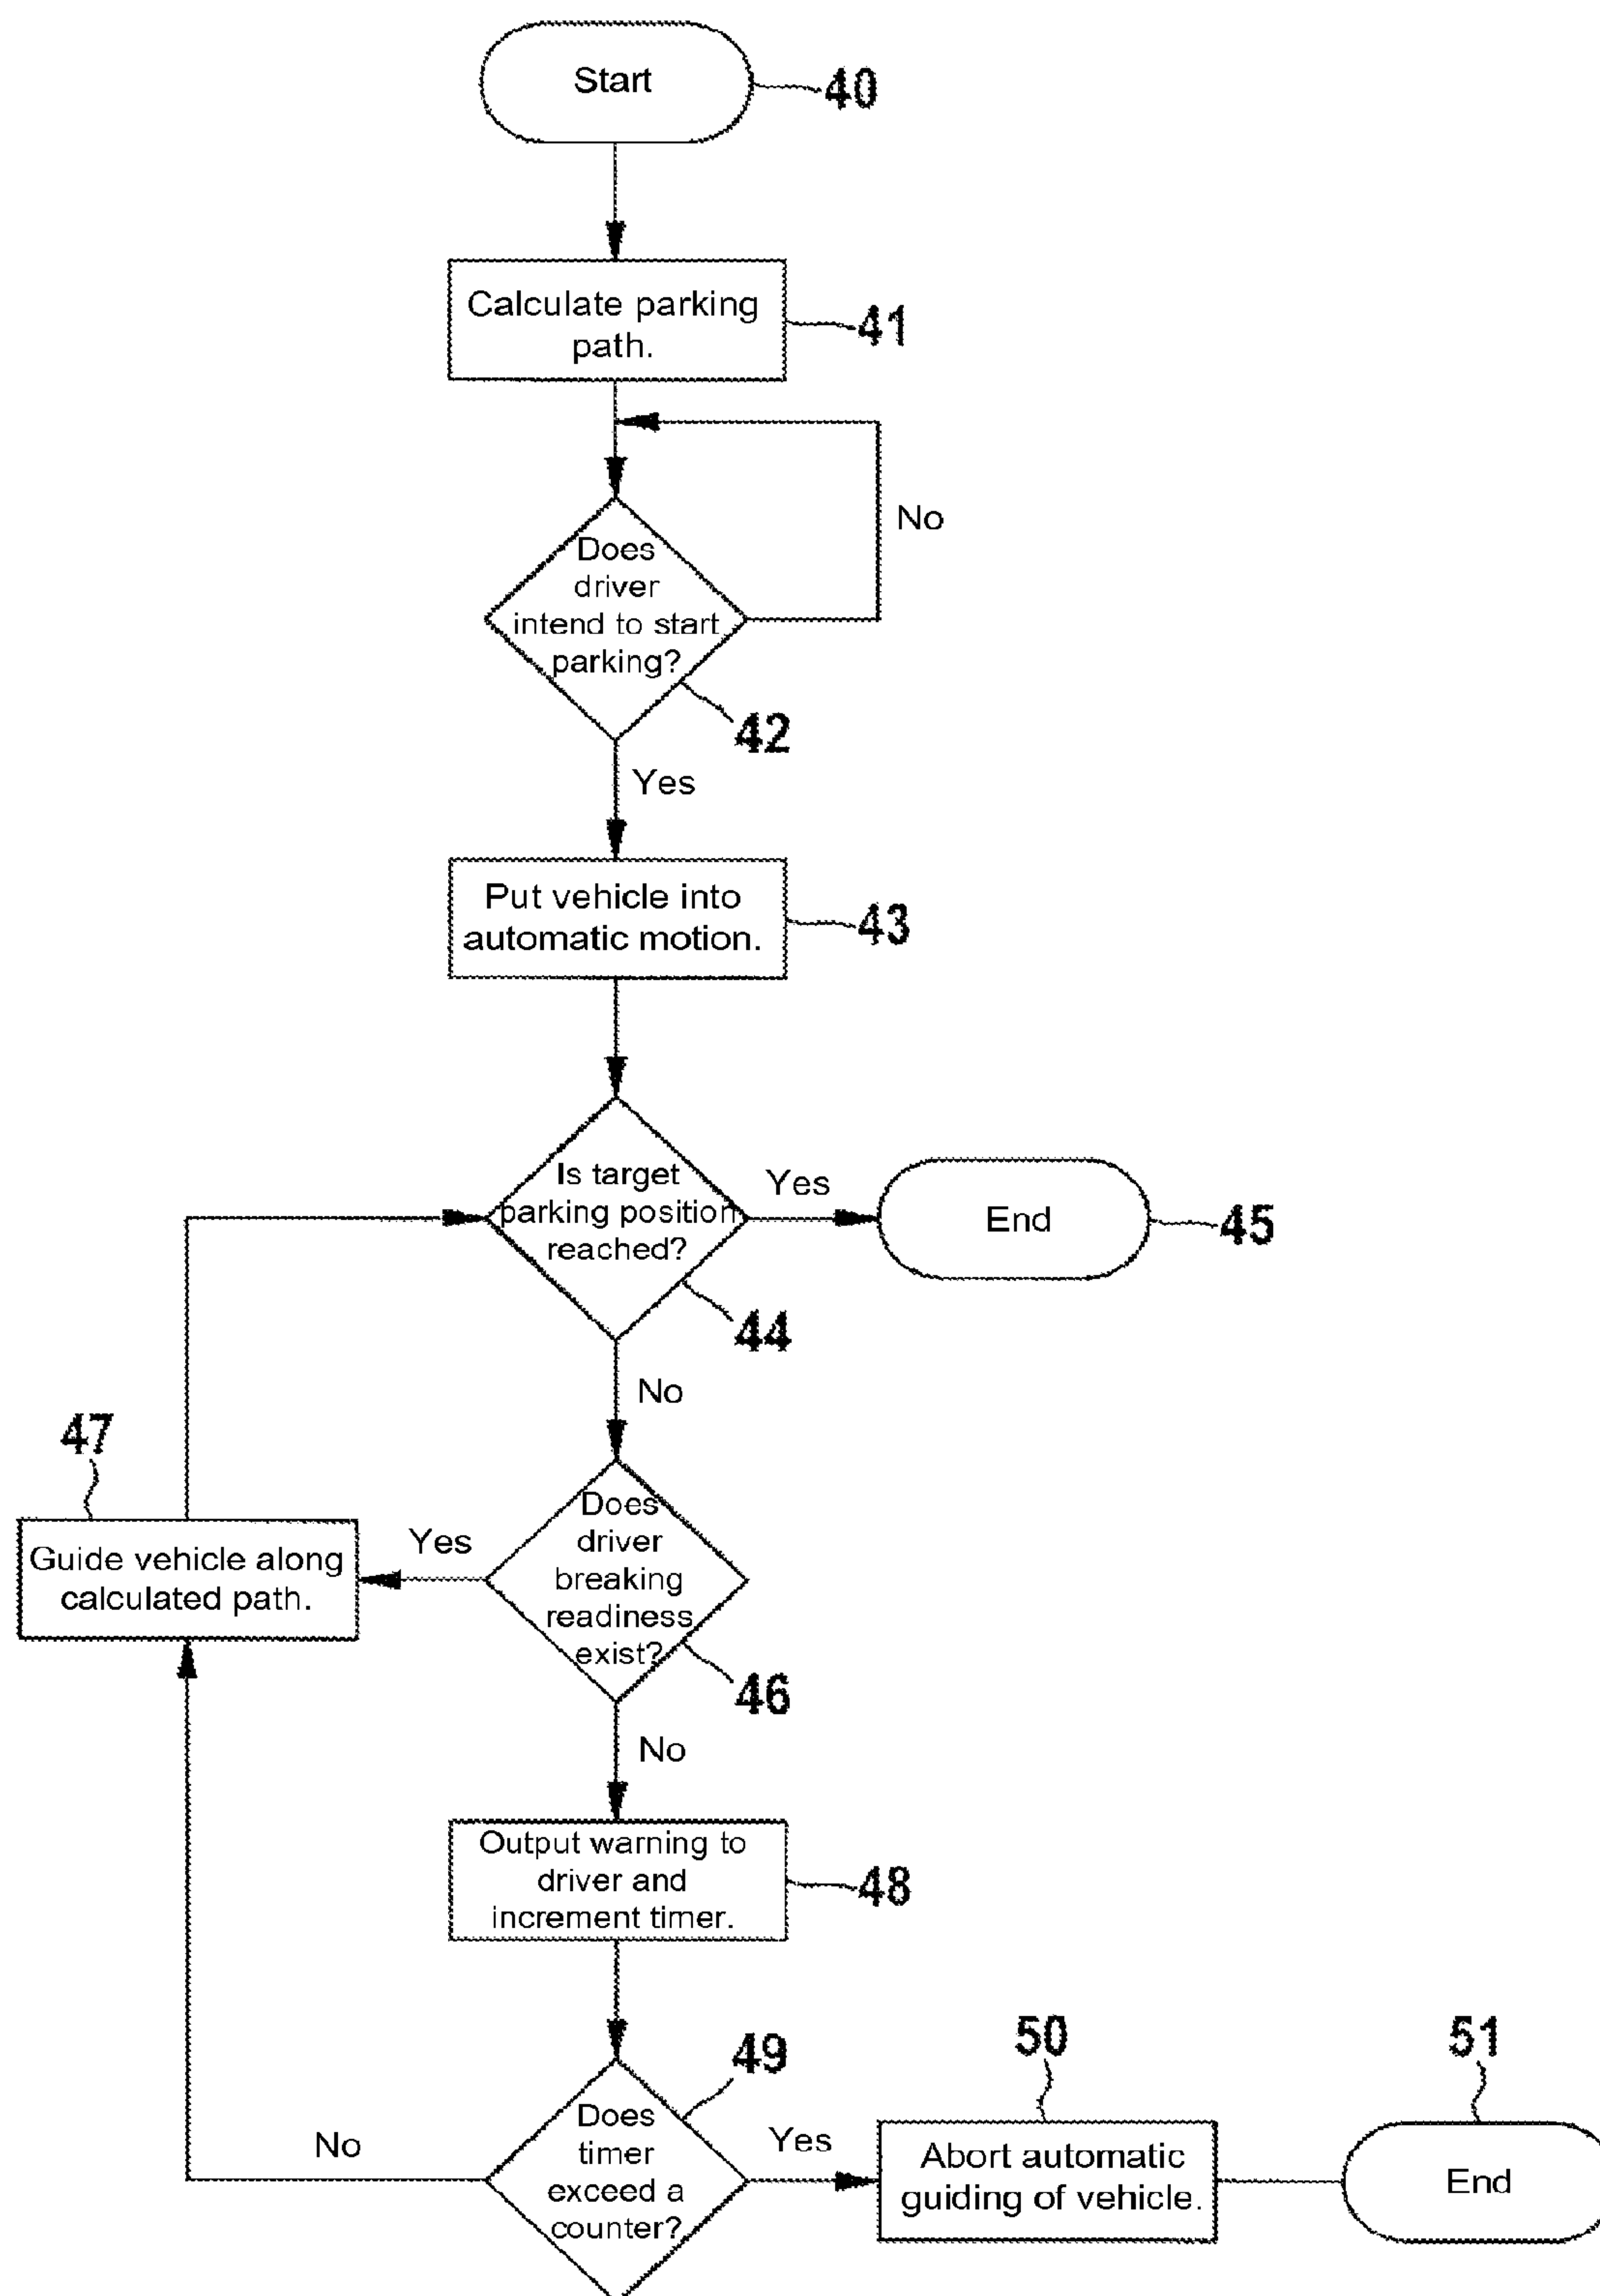 Start
40
Calculate parking
path.
41
No
Does
driver
intend to start
parking?
42
Yes
Put vehicle into
automatic motion.
43
Is target
parking position
reached?
Yes
End
45
44
No
47
Guide vehicle along
calculated path.
Yes
Does
driver
breaking
readiness
exist?
46
No
Output warning to
driver and
increment timer.
48
49
Does
timer
exceed a
counter?
No
Yes
50
Abort automatic
guiding of vehicle.
51
End